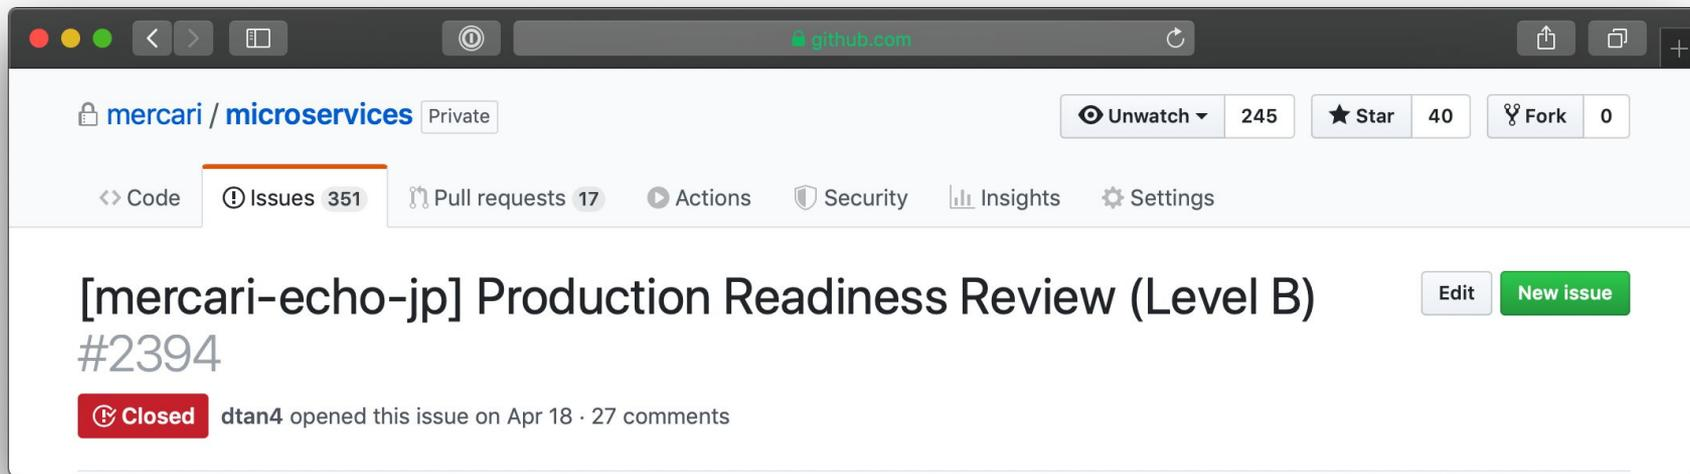 github.com
mercari / microservices Private
Unwatch 245 Star 40 Fork 0
Code Issues 351 Pull requests 17 Actions Security Insights Settings
[mercari-echo-jp] Production Readiness Review (Level B)
#2394
Edit New issue
Closed dtan4 opened this issue on Apr 18 · 27 comments